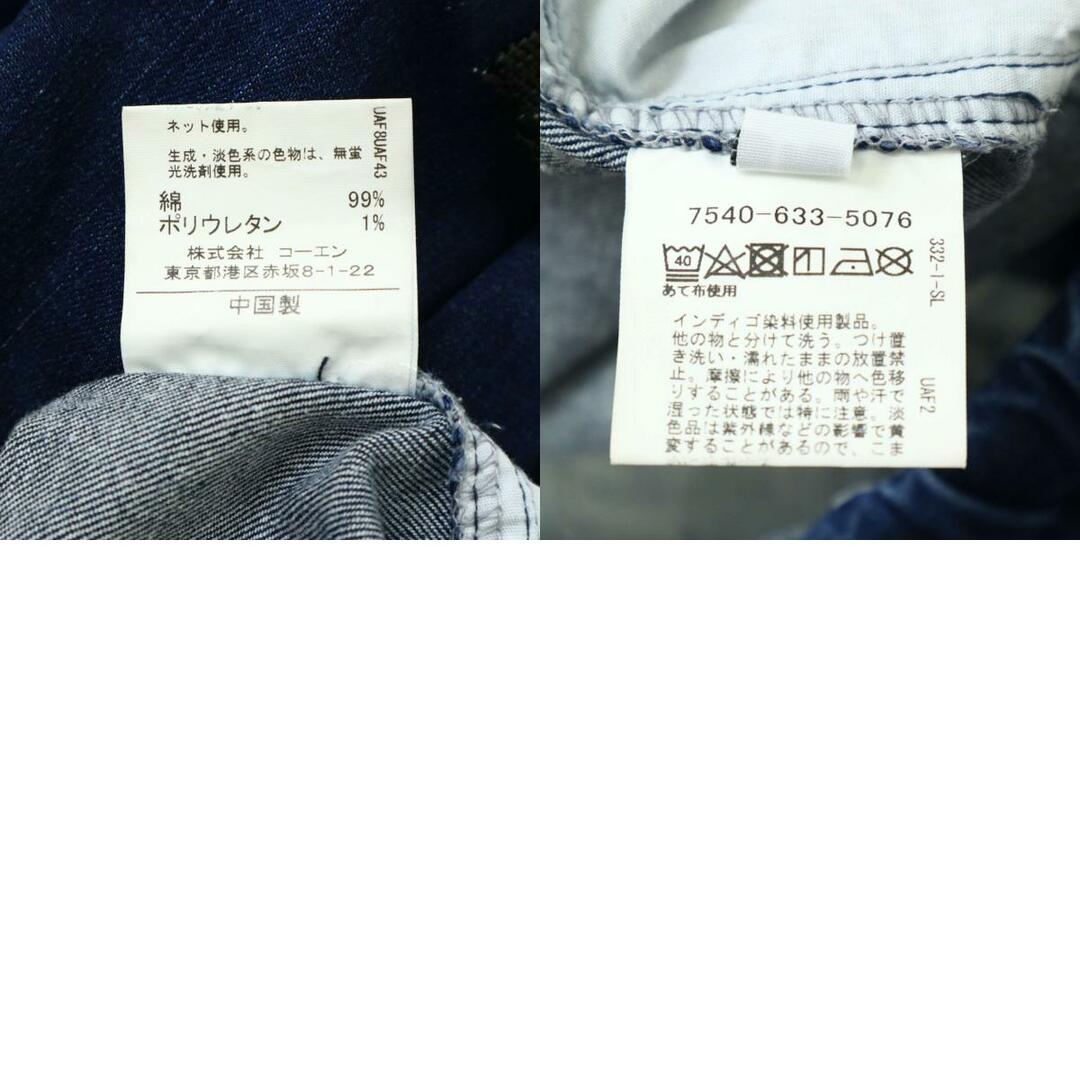 ネット使用。
生成・淡色系の色物は、無蛍
光洗剤使用。
綿 99%
ポリウレタン 1%
株式会社 コーエン
東京都港区赤坂8-1-22
中国製
UAF8UAF43
7540-633-5076
40
あて布使用
インディゴ染料使用製品。
他の物と分けて洗う。つけ置
き洗い・濡れたままの放置禁
止。摩擦により他の物へ色移
りすることがある。雨や汗で
湿った状態では特に注意。淡
色品は紫外線などの影響で黄
変することがあるので、こま
332-1-SL
UAF2